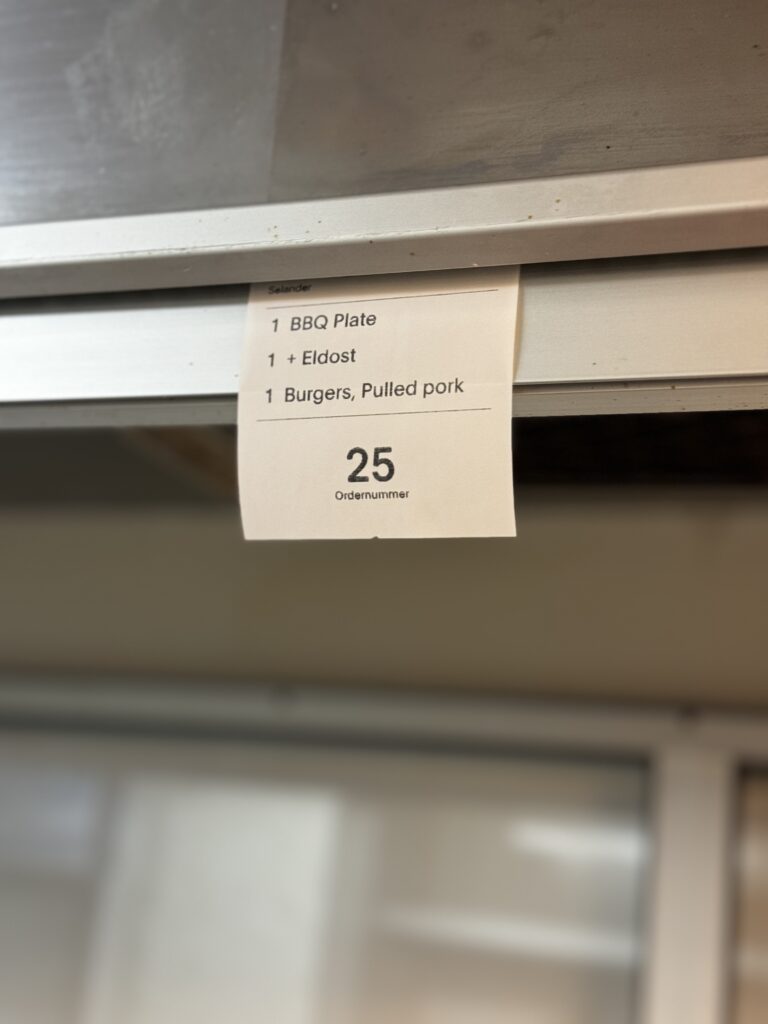 Selander
1 BBQ Plate
1 + Eldost
1 Burgers, Pulled pork
25
Ordernummer